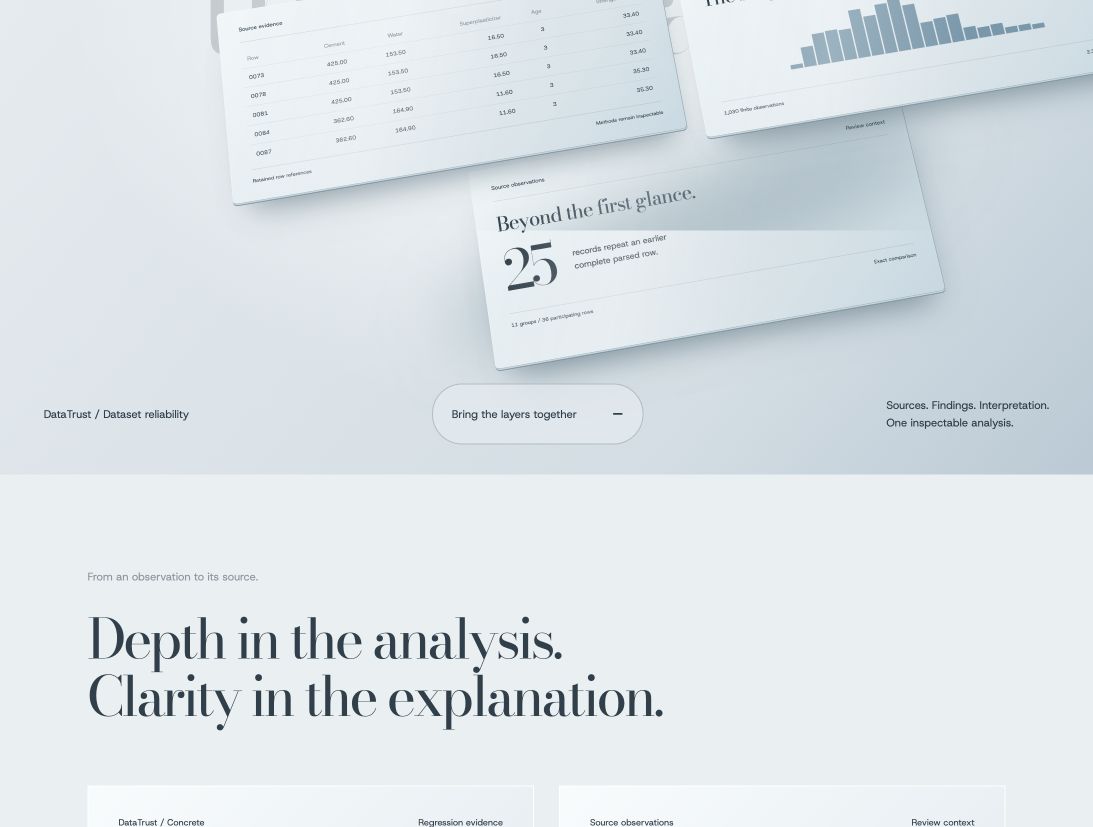 Source evidence
Row Cement Water Superplasticizer Age
0073 425.00 153.50 16.50 3 33.40
0078 425.00 153.50 16.50 3 33.40
0081 425.00 153.50 16.50 3 33.40
0084 362.60 164.90 11.60 3 35.30
0087 362.60 164.90 11.60 3 35.30
Retained row references
Methods remain inspectable
1,030 finite observations
Source observations
Review context
Beyond the first glance.
25
records repeat an earlier
complete parsed row.
11 groups / 36 participating rows
Exact comparison
DataTrust / Dataset reliability
Bring the layers together
Sources. Findings. Interpretation.
One inspectable analysis.
From an observation to its source.
Depth in the analysis.
Clarity in the explanation.
DataTrust / Concrete
Regression evidence
Source observations
Review context